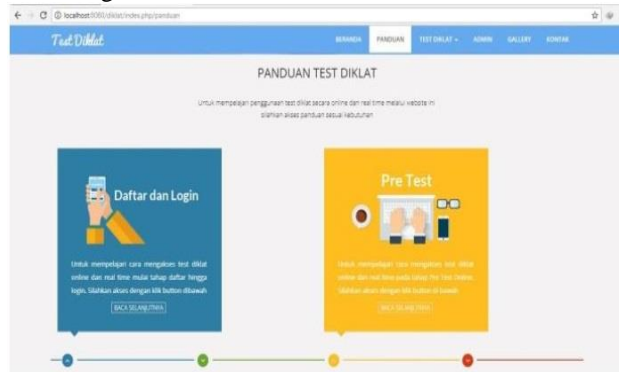 localhost:8080/diklat/index.php/panduan
Test Diklat
BERANDA PANDUAN TEST DIKLAT ADMIN GALLERY KONTAK
PANDUAN TEST DIKLAT
Untuk mempelajari penggunaan test diklat secara online dan real time melalui website ini
silahkan akses panduan sesuai kebutuhan
Daftar dan Login
Untuk mempelajari cara mengakses test diklat
online dan real time mulai tahap daftar hingga
login. Silahkan akses dengan klik button dibawah
BACA SELANJUTNYA
Pre Test
Untuk mempelajari cara mengakses test diklat
online dan real time pada tahap Pre Test Online.
Silahkan akses dengan klik button di bawah
BACA SELANJUTNYA